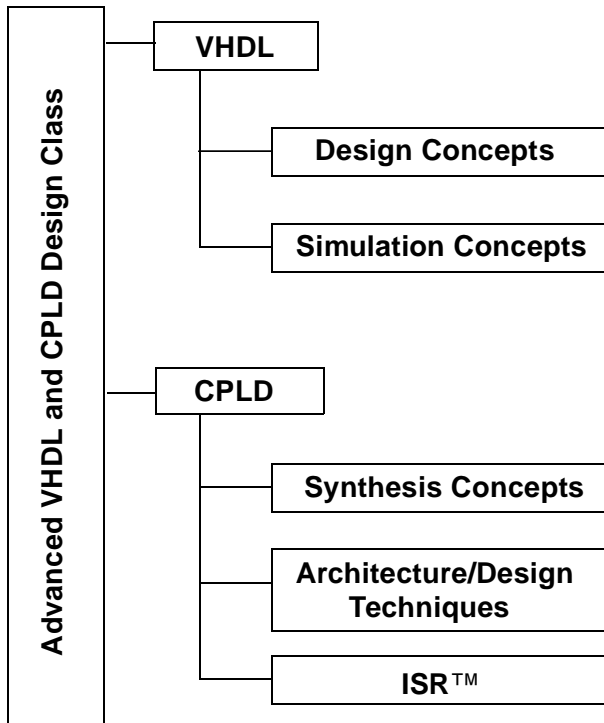 Advanced VHDL and CPLD Design Class
VHDL
Design Concepts
Simulation Concepts
CPLD
Synthesis Concepts
Architecture/Design
Techniques
ISR™